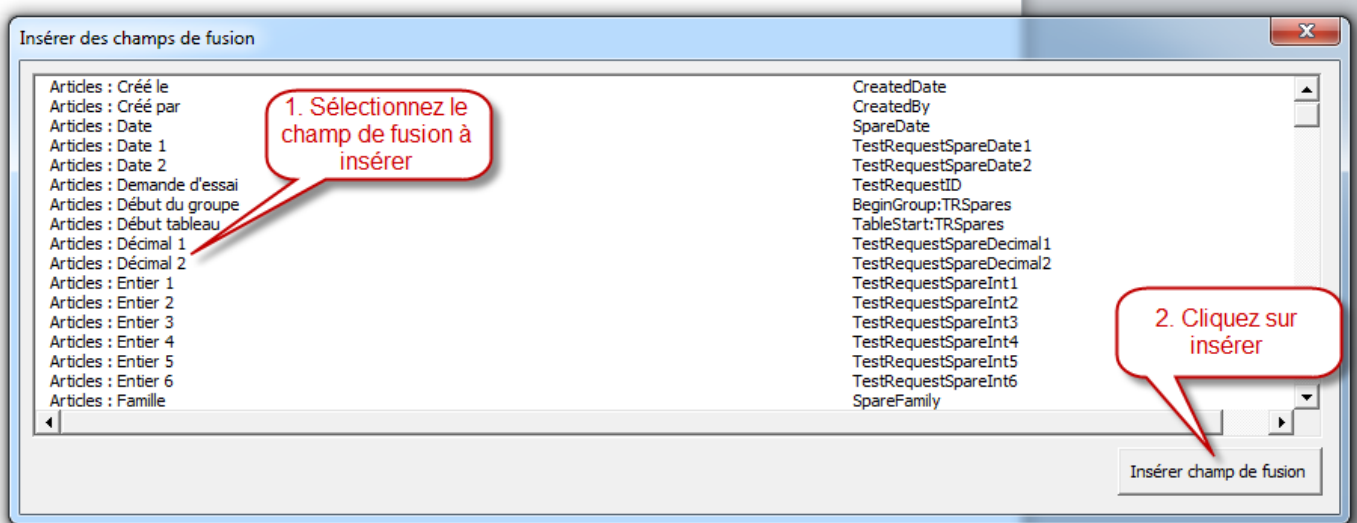 Insérer des champs de fusion
Articles : Créé le CreatedDate
Articles : Créé par CreatedBy
Articles : Date SpareDate
Articles : Date 1 TestRequestSpareDate1
Articles : Date 2 TestRequestSpareDate2
Articles : Demande d'essai TestRequestID
Articles : Début du groupe BeginGroup:TRSpares
Articles : Début tableau TableStart:TRSpares
Articles : Décimal 1 TestRequestSpareDecimal1
Articles : Décimal 2 TestRequestSpareDecimal2
Articles : Entier 1 TestRequestSpareInt1
Articles : Entier 2 TestRequestSpareInt2
Articles : Entier 3 TestRequestSpareInt3
Articles : Entier 4 TestRequestSpareInt4
Articles : Entier 5 TestRequestSpareInt5
Articles : Entier 6 TestRequestSpareInt6
Articles : Famille SpareFamily
1. Sélectionnez le
champ de fusion à
insérer
2. Cliquez sur
insérer
Insérer champ de fusion